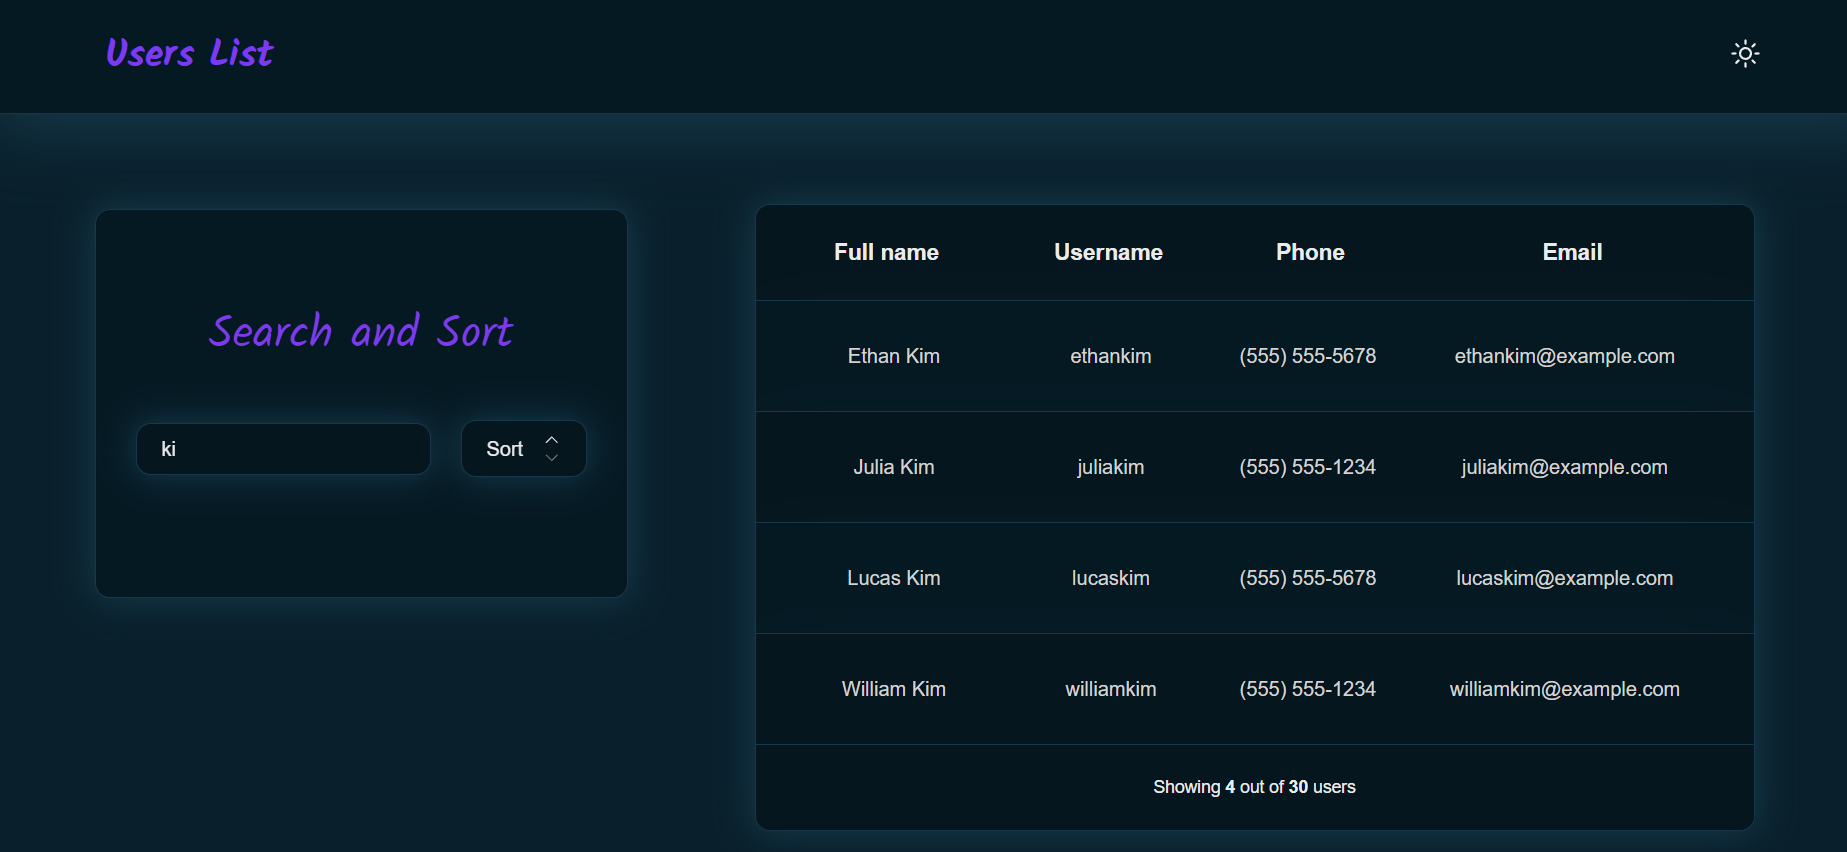 Users List
Search and Sort
ki
Sort
Full name Username Phone Email
Ethan Kim ethankim (555) 555-5678 ethankim@example.com
Julia Kim juliakim (555) 555-1234 juliakim@example.com
Lucas Kim lucaskim (555) 555-5678 lucaskim@example.com
William Kim williamkim (555) 555-1234 williamkim@example.com
Showing 4 out of 30 users